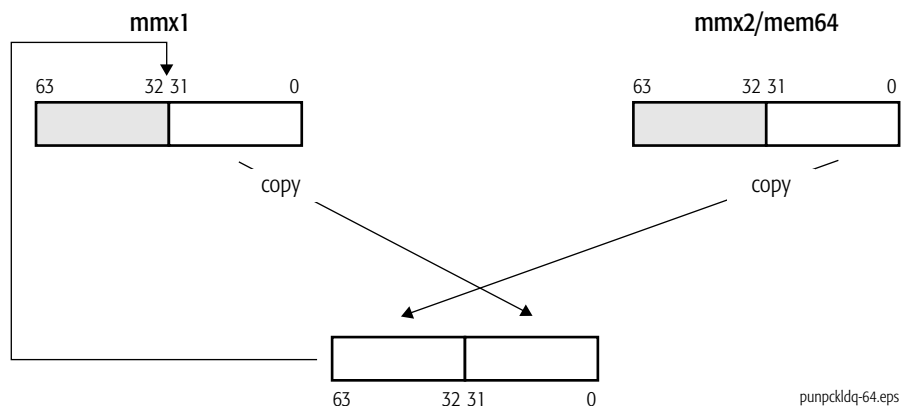 mmx1 mmx2/mem64
63 32 31 0 63 32 31 0
copy copy
63 32 31 0
punpckldq-64.eps